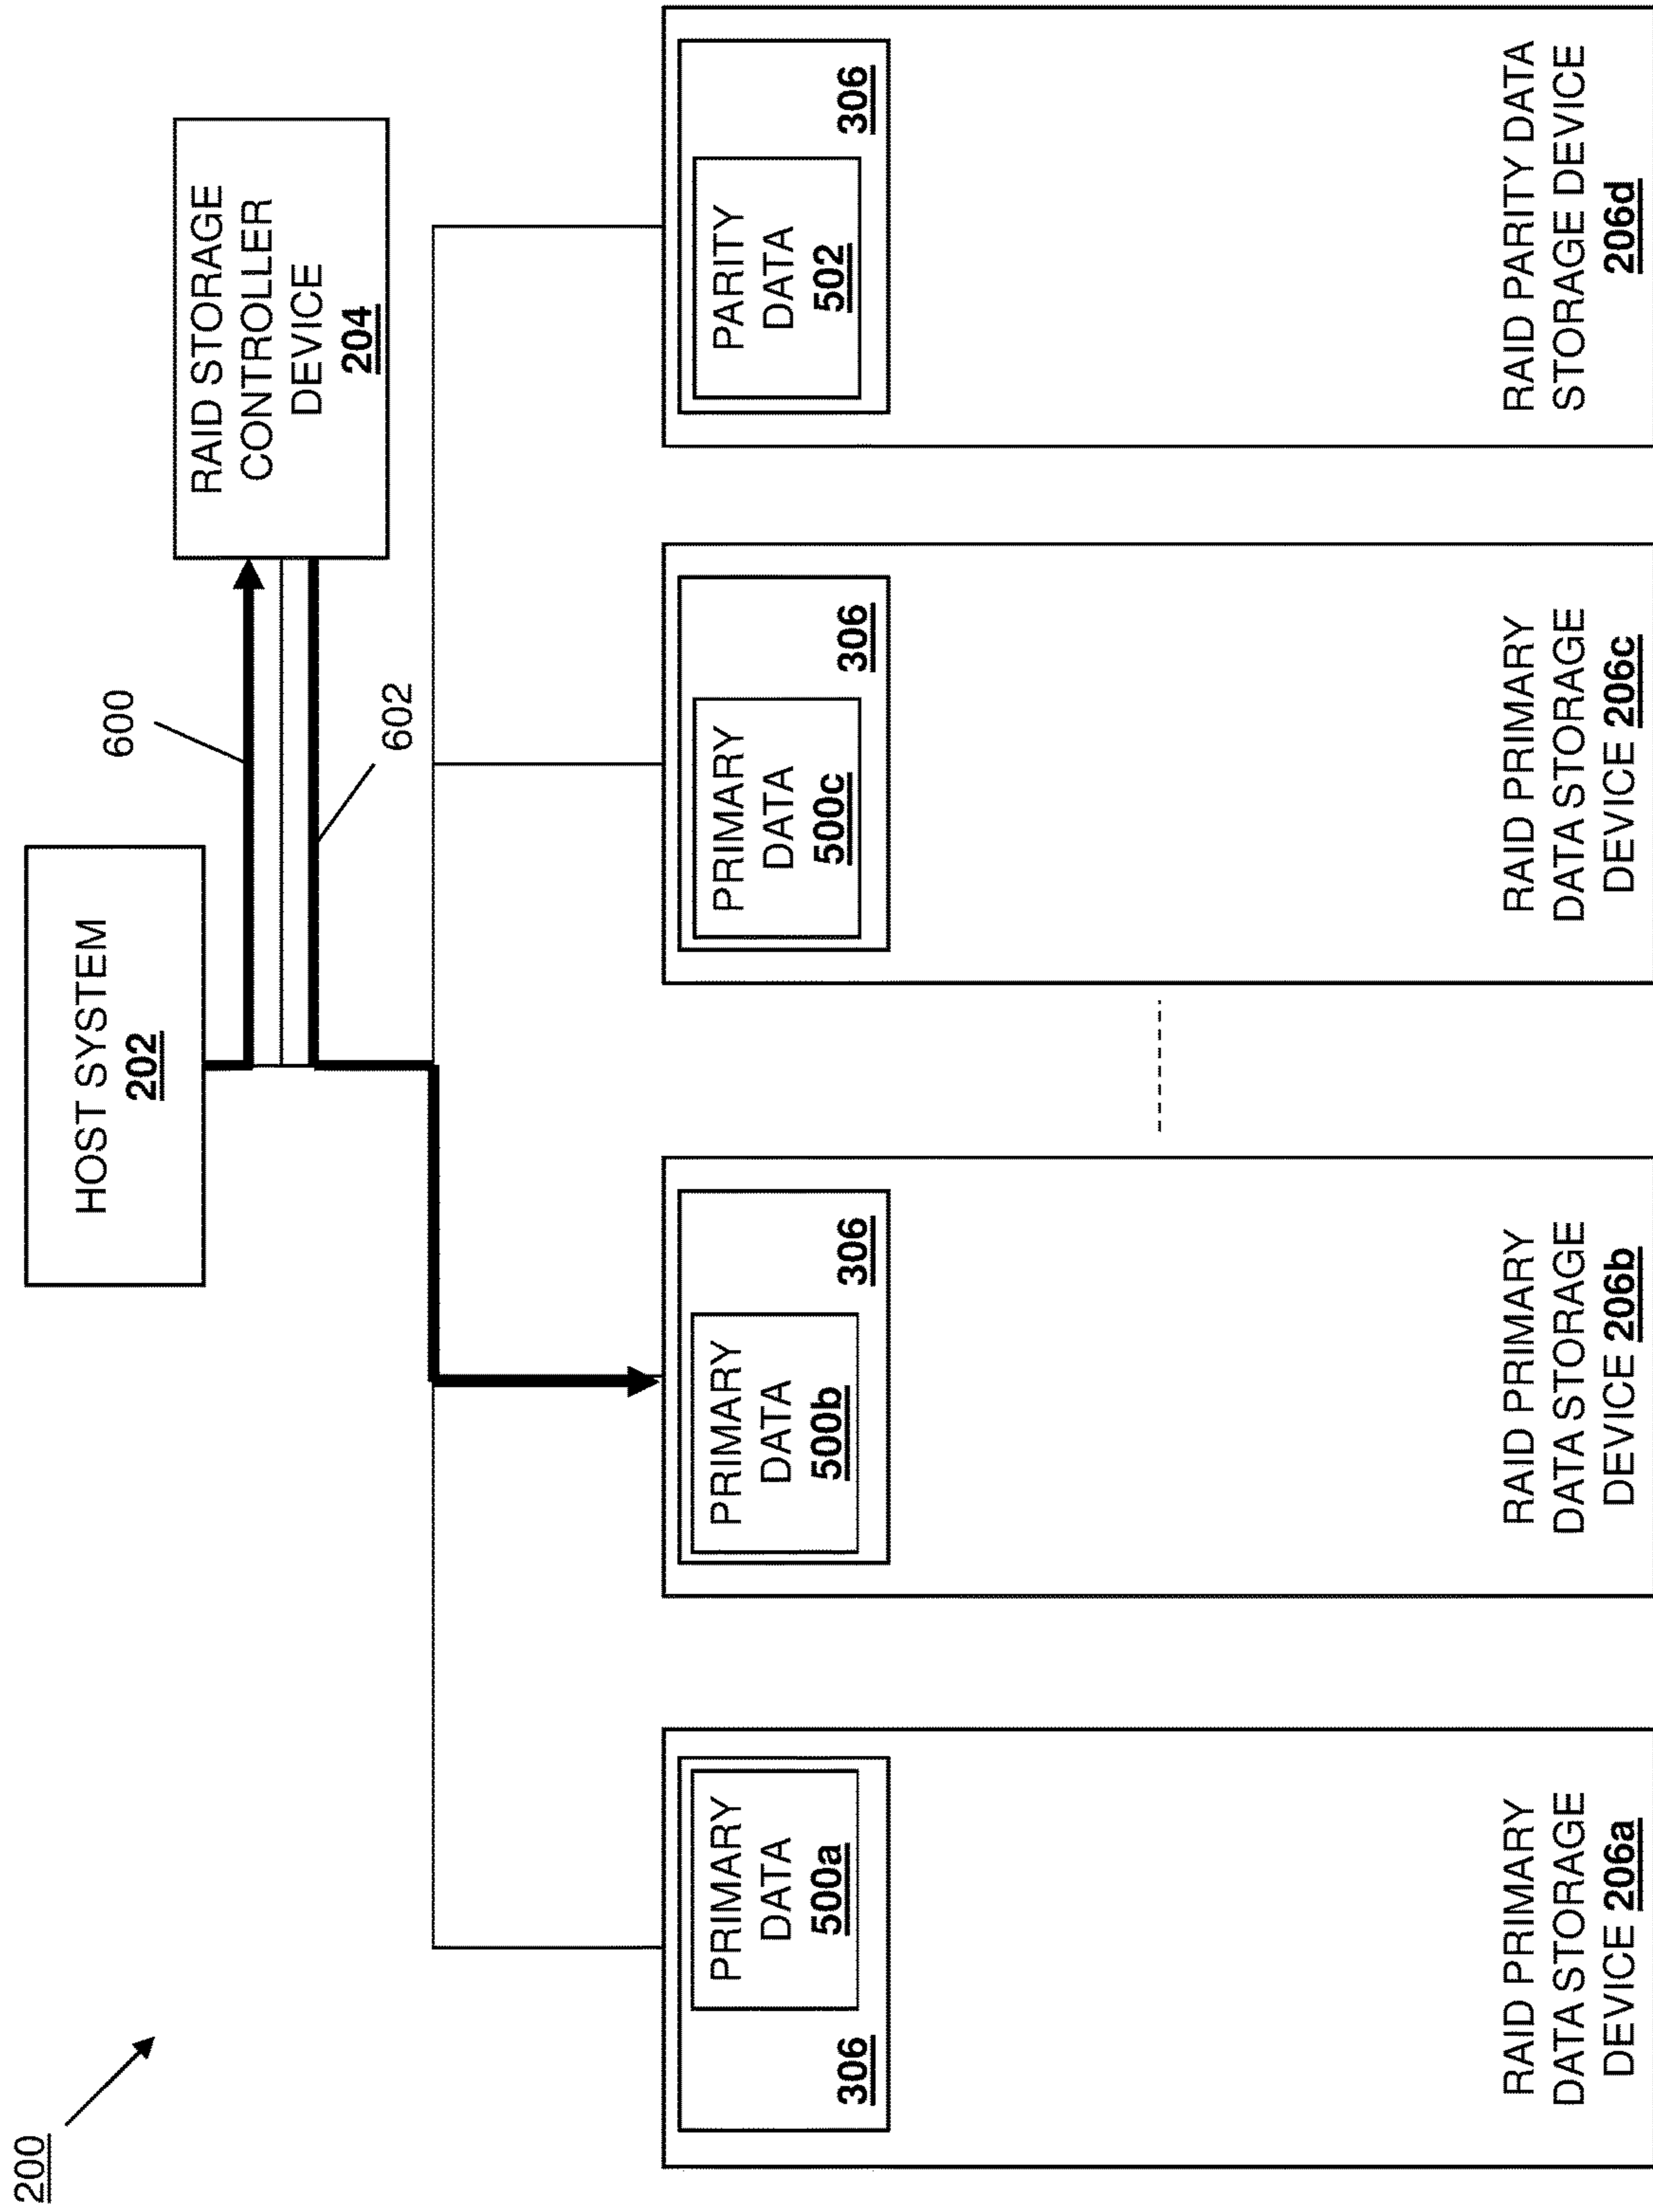 200
HOST SYSTEM
202
RAID STORAGE
CONTROLLER
DEVICE
204
600
602
PRIMARY
DATA
500a
306
RAID PRIMARY
DATA STORAGE
DEVICE 206a
PRIMARY
DATA
500b
306
RAID PRIMARY
DATA STORAGE
DEVICE 206b
PRIMARY
DATA
500c
306
RAID PRIMARY
DATA STORAGE
DEVICE 206c
PARITY
DATA
502
306
RAID PARITY DATA
STORAGE DEVICE
206d